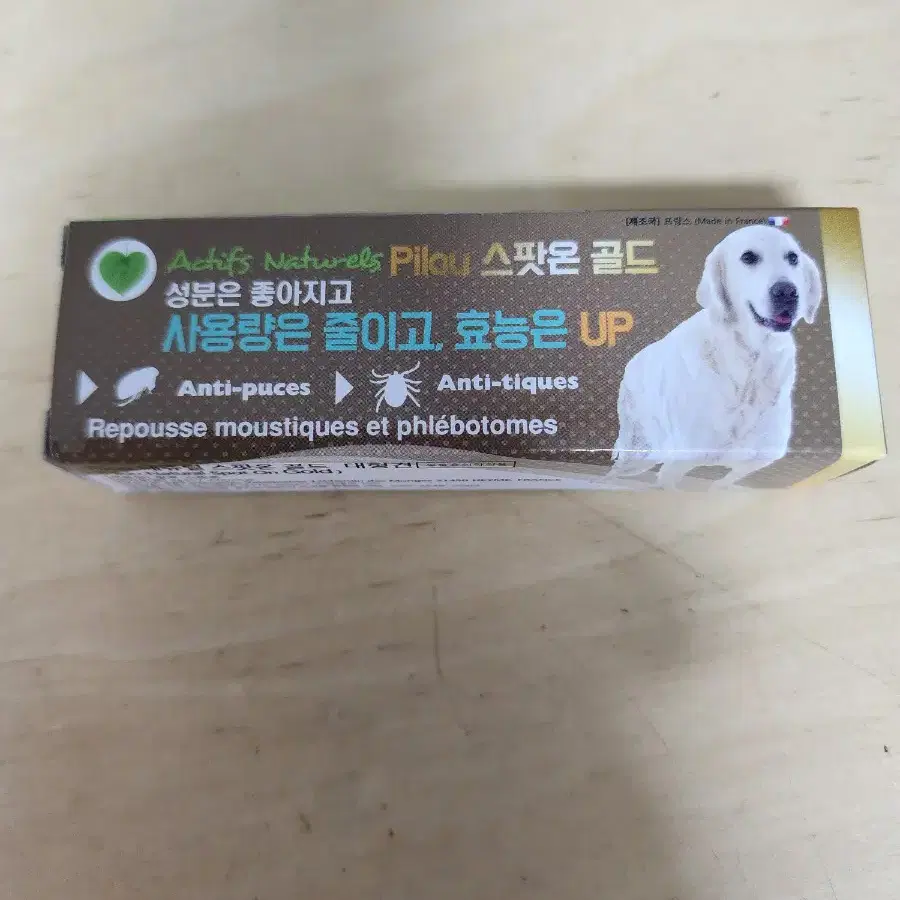 [제조국] 프랑스 (Made in France)
Actifs Naturels Pilou 스팟온 골드
성분은 좋아지고
사용량은 줄이고, 효능은 UP
Anti-puces Anti-tiques
Repousse moustiques et phlébotomes
스팟온 골드, 대형견